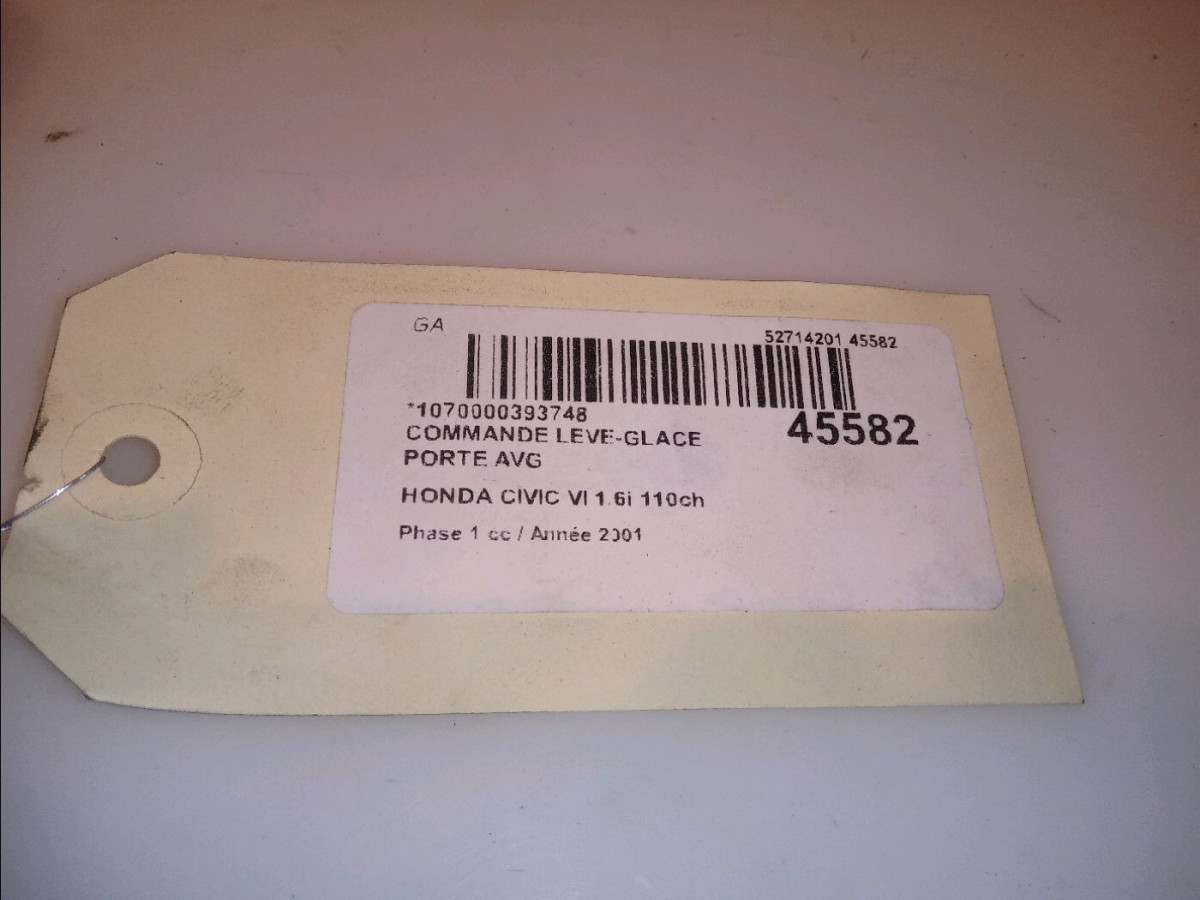 GA
52714201 45582
*1070000393748
45582
COMMANDE LEVE-GLACE
PORTE AVG
HONDA CIVIC VI 1.6i 110ch
Phase 1 cc / Année 2001